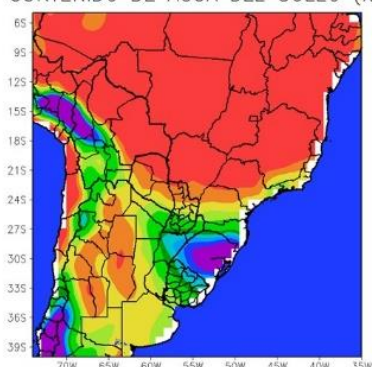 CONTENIDO DE AGUA DEL SUELO
6S
9S
12S
15S
18S
21S
24S
27S
30S
33S
36S
39S
70W 65W 60W 55W 50W 45W 40W 35W